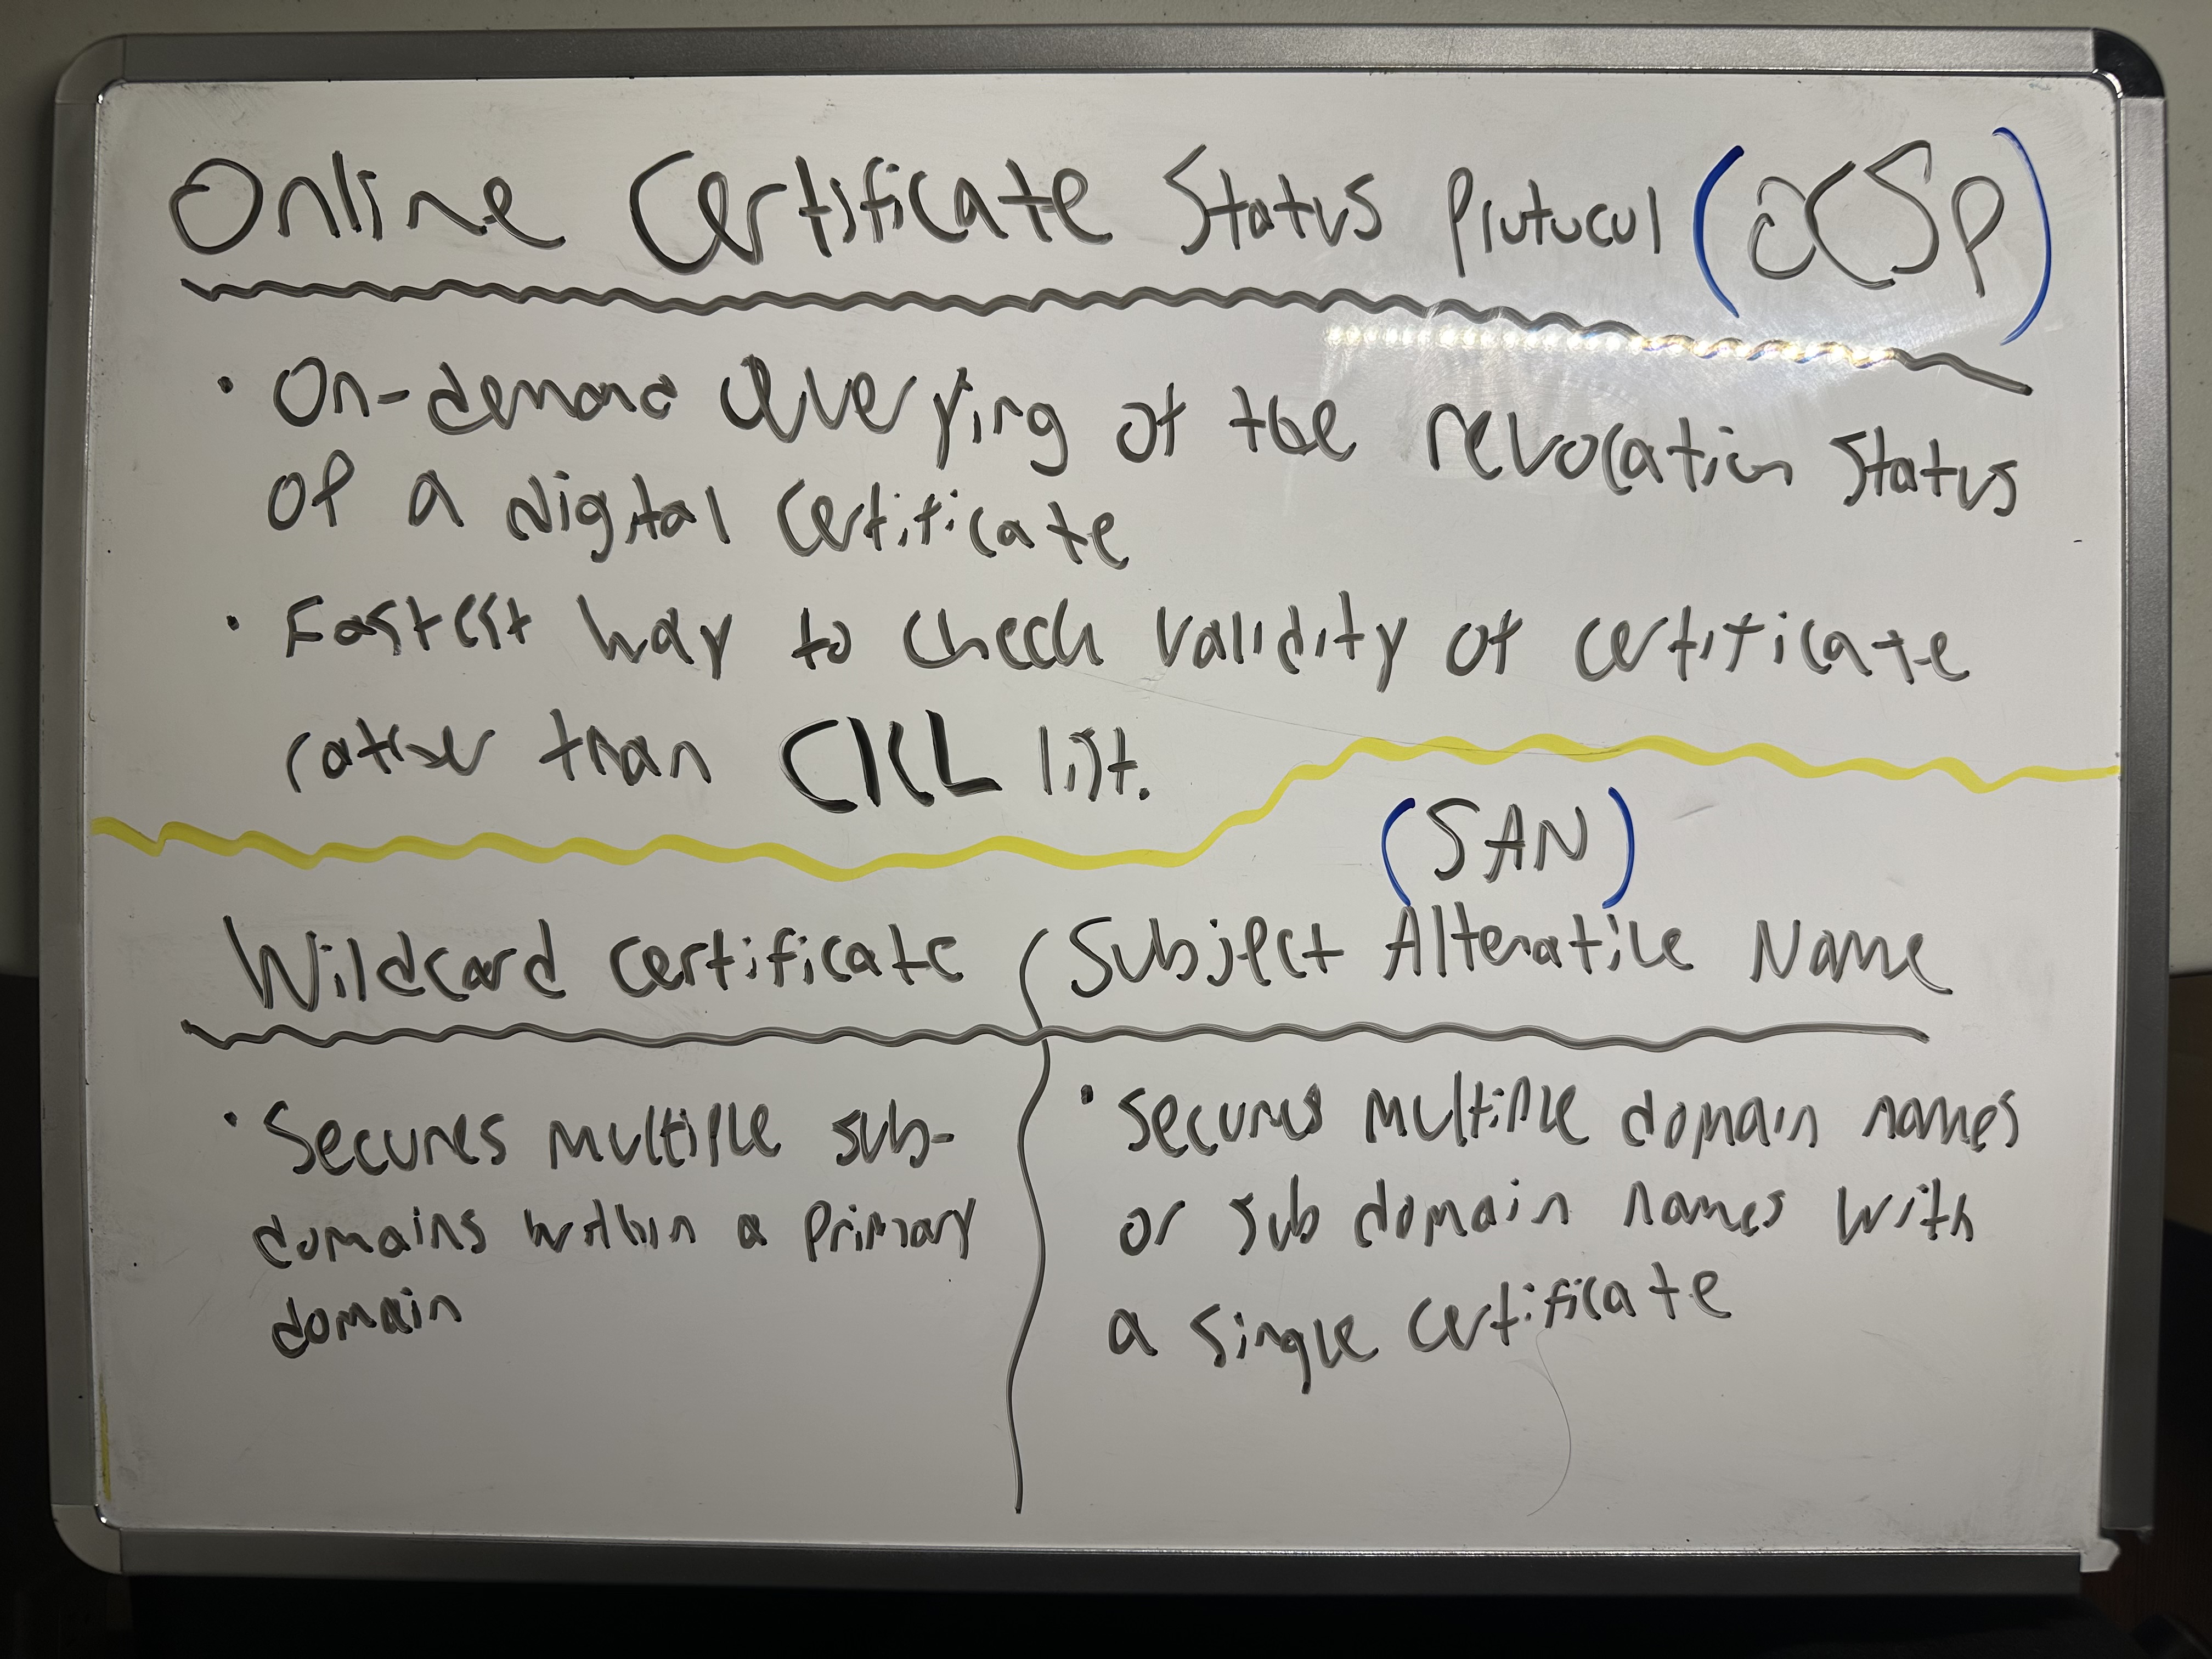 Online Certificate Status Protocol (OCSP)
• On-demand Querying of the revocation Status
of a digital certificate
• Fastest way to check validity of certificate
rather than CRL list.
(SAN)
Wildcard certificate
Subject Alternative Name
• Secures multiple sub-
domains within a primary
domain
• Secures multiple domain names
or sub domain names with
a single certificate